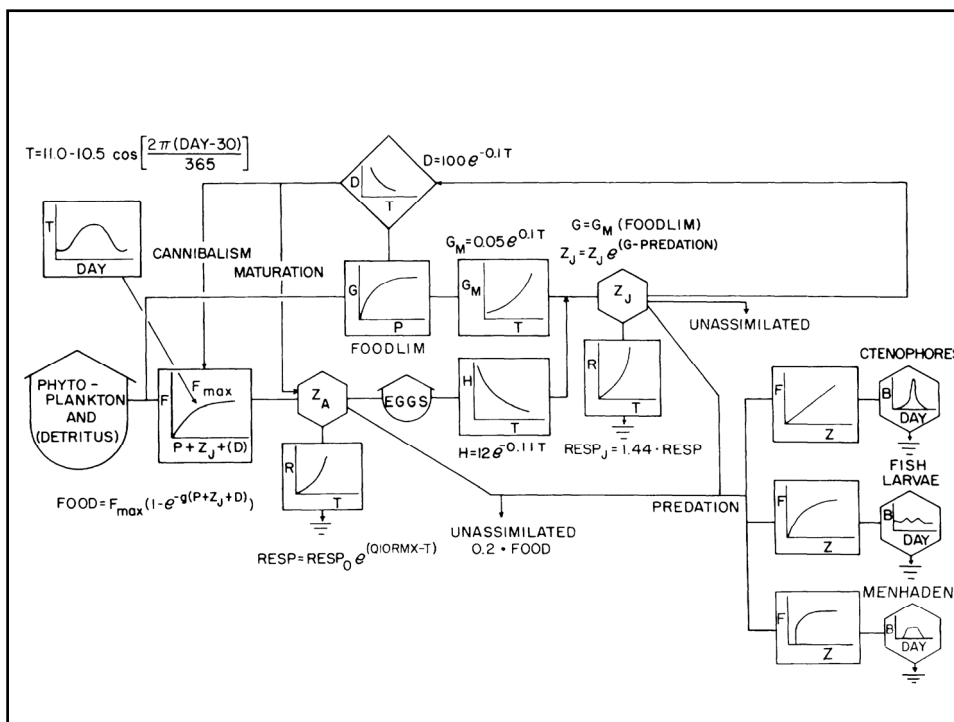 T=11.0-10.5 cos[2π(DAY-30)/365]
D=100e^-0.1T
D
T
T
DAY
CANNIBALISM
MATURATION
G
P
FOODLIM
G_M=0.05e^0.1T
G_M
T
G=G_M (FOODLIM)
Z_J=Z_J e^(G-PREDATION)
Z_J
UNASSIMILATED
PHYTO-
PLANKTON
AND
(DETRITUS)
F
F_max
P+Z_J+(D)
FOOD=F_max(1-e^-g(P+Z_J+D))
Z_A
R
T
RESP=RESP_0 e^(Q10RMX-T)
EGGS
H
T
H=12e^-0.11T
R
T
RESP_J=1.44·RESP
UNASSIMILATED
0.2 • FOOD
PREDATION
CTENOPHORES
F
Z
B
DAY
FISH
LARVAE
F
Z
B
DAY
MENHADEN
F
Z
B
DAY